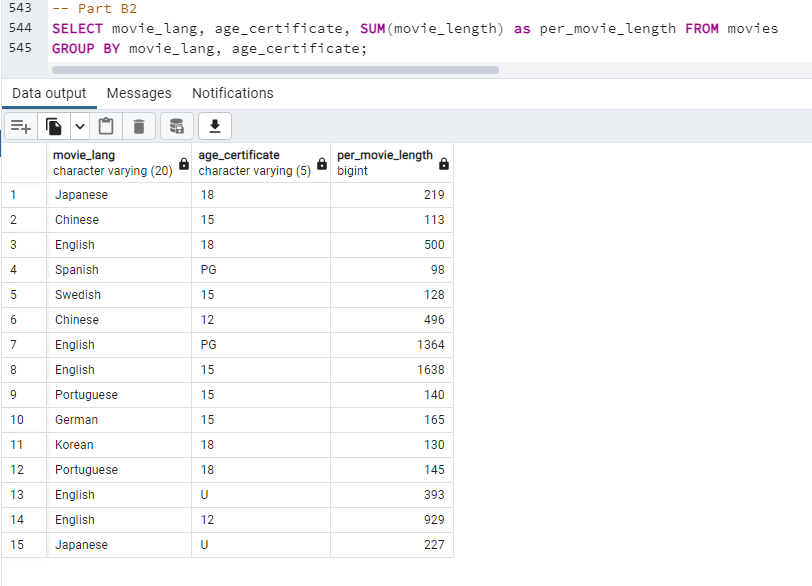 543 -- Part B2
544 SELECT movie_lang, age_certificate, SUM(movie_length) as per_movie_length FROM movies
545 GROUP BY movie_lang, age_certificate;
Data output Messages Notifications
movie_lang age_certificate per_movie_length
character varying (20) character varying (5) bigint
1 Japanese 18 219
2 Chinese 15 113
3 English 18 500
4 Spanish PG 98
5 Swedish 15 128
6 Chinese 12 496
7 English PG 1364
8 English 15 1638
9 Portuguese 15 140
10 German 15 165
11 Korean 18 130
12 Portuguese 18 145
13 English U 393
14 English 12 929
15 Japanese U 227